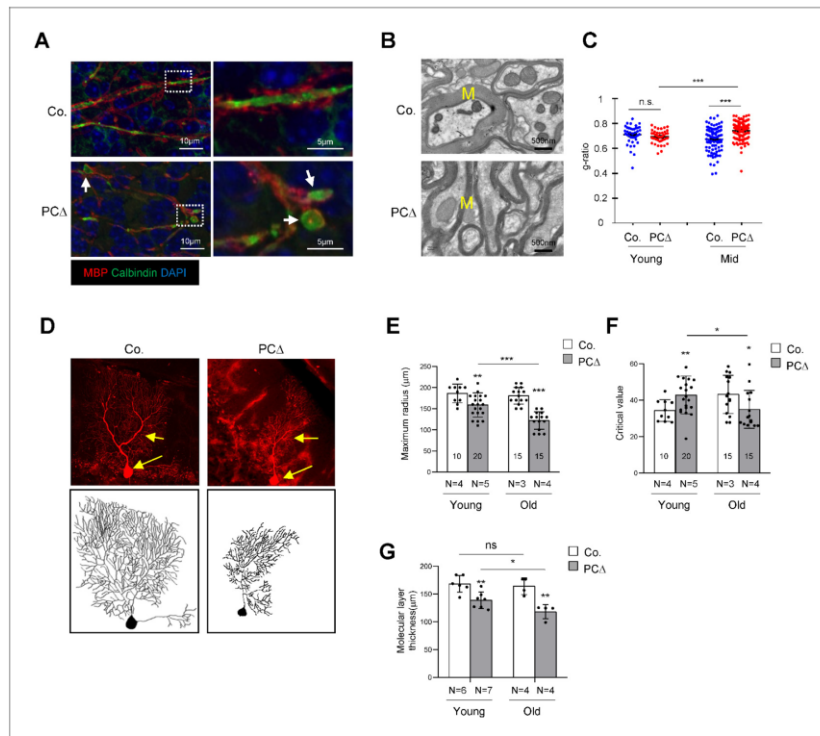 A
Co.
10μm
5μm
PCΔ
10μm
5μm
MBP Calbindin DAPI
B
Co.
M
500nm
PCΔ
M
500nm
C
***
n.s.
***
g-ratio
1
0.8
0.6
0.4
0.2
0
Co. PCΔ Co. PCΔ
Young Mid
D
Co. PCΔ
E
Co.
PCΔ
***
**
***
Maximum radius (μm)
250
200
150
100
50
0
10 20 15 15
N=4 N=5 N=3 N=4
Young Old
F
Co.
PCΔ
*
**
*
Critical value
80
60
40
20
0
10 20 15 15
N=4 N=5 N=3 N=4
Young Old
G
Co.
PCΔ
ns
*
**
**
Molecular layer
thickness(μm)
200
150
100
50
0
N=6 N=7 N=4 N=4
Young Old